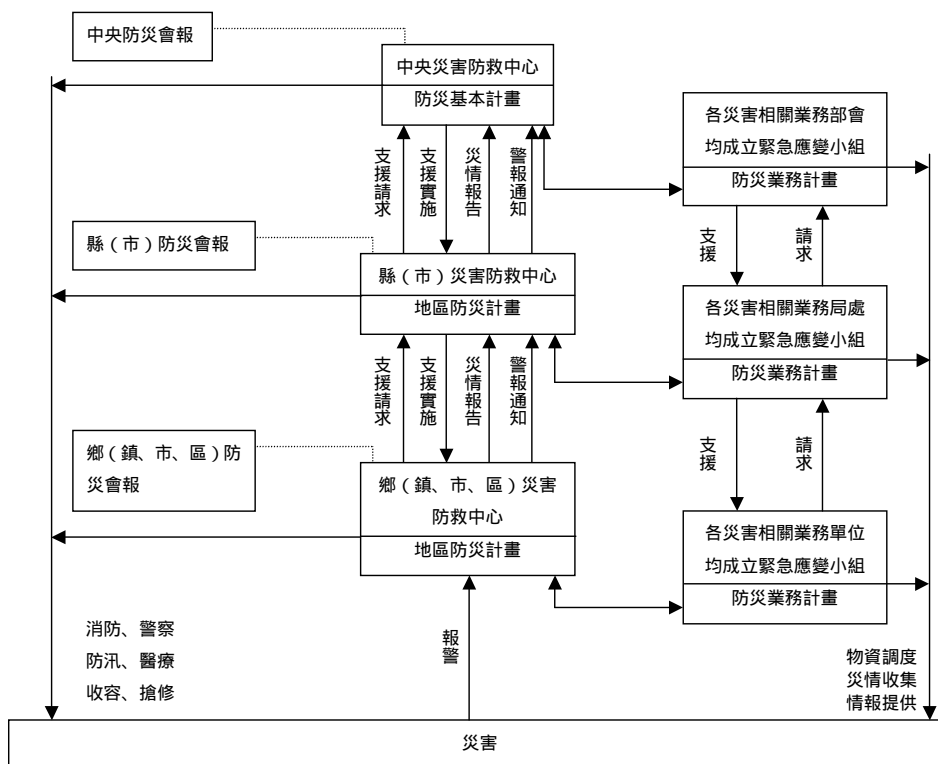 中央防災會報
中央災害防救中心
防災基本計畫
各災害相關業務部會
均成立緊急應變小組
防災業務計畫
支援請求
支援實施
災情報告
警報通知
支援
請求
縣（市）防災會報
縣（市）災害防救中心
地區防災計畫
各災害相關業務局處
均成立緊急應變小組
防災業務計畫
支援請求
支援實施
災情報告
警報通知
支援
請求
鄉（鎮、市、區）防
災會報
鄉（鎮、市、區）災害
防救中心
地區防災計畫
各災害相關業務單位
均成立緊急應變小組
防災業務計畫
消防、警察
防汛、醫療
收容、搶修
報警
物資調度
災情收集
情報提供
災害